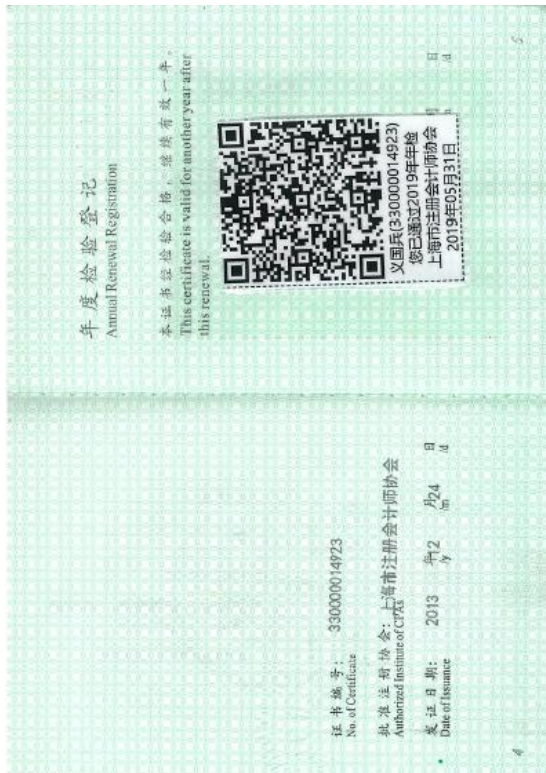 证书编号： 330000014923
No. of Certificate
批准注册协会：上海市注册会计师协会
Authorized Institute of CPAs
发证日期： 2013 年12 月24 日
Date of Issuance /y /m /d
4
年度检验登记
Annual Renewal Registration
本证书经检验合格，继续有效一年。
This certificate is valid for another year after
this renewal.
义国兵(330000014923)
您已通过2019年年检
上海市注册会计师协会
2019年05月31日
日
/d
5